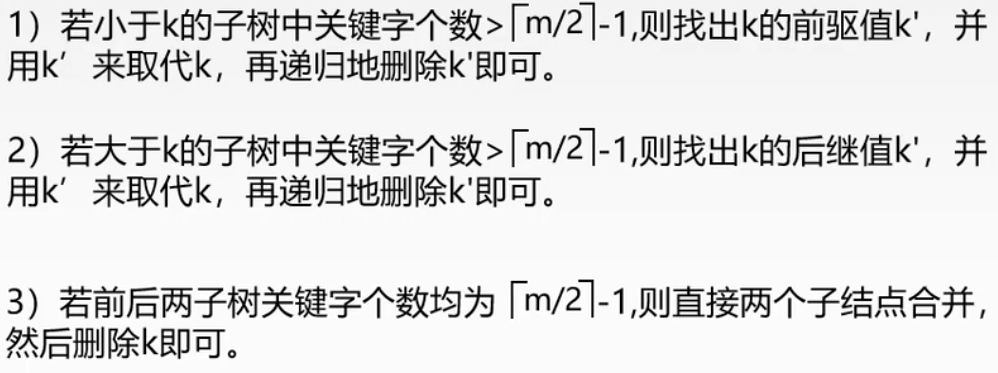 1）若小于k的子树中关键字个数>⌈m/2⌉-1,则找出k的前驱值k'，并
用k′ 来取代k，再递归地删除k'即可。
2）若大于k的子树中关键字个数>⌈m/2⌉-1,则找出k的后继值k'，并
用k′ 来取代k，再递归地删除k'即可。
3）若前后两子树关键字个数均为 ⌈m/2⌉-1,则直接两个子结点合并，
然后删除k即可。